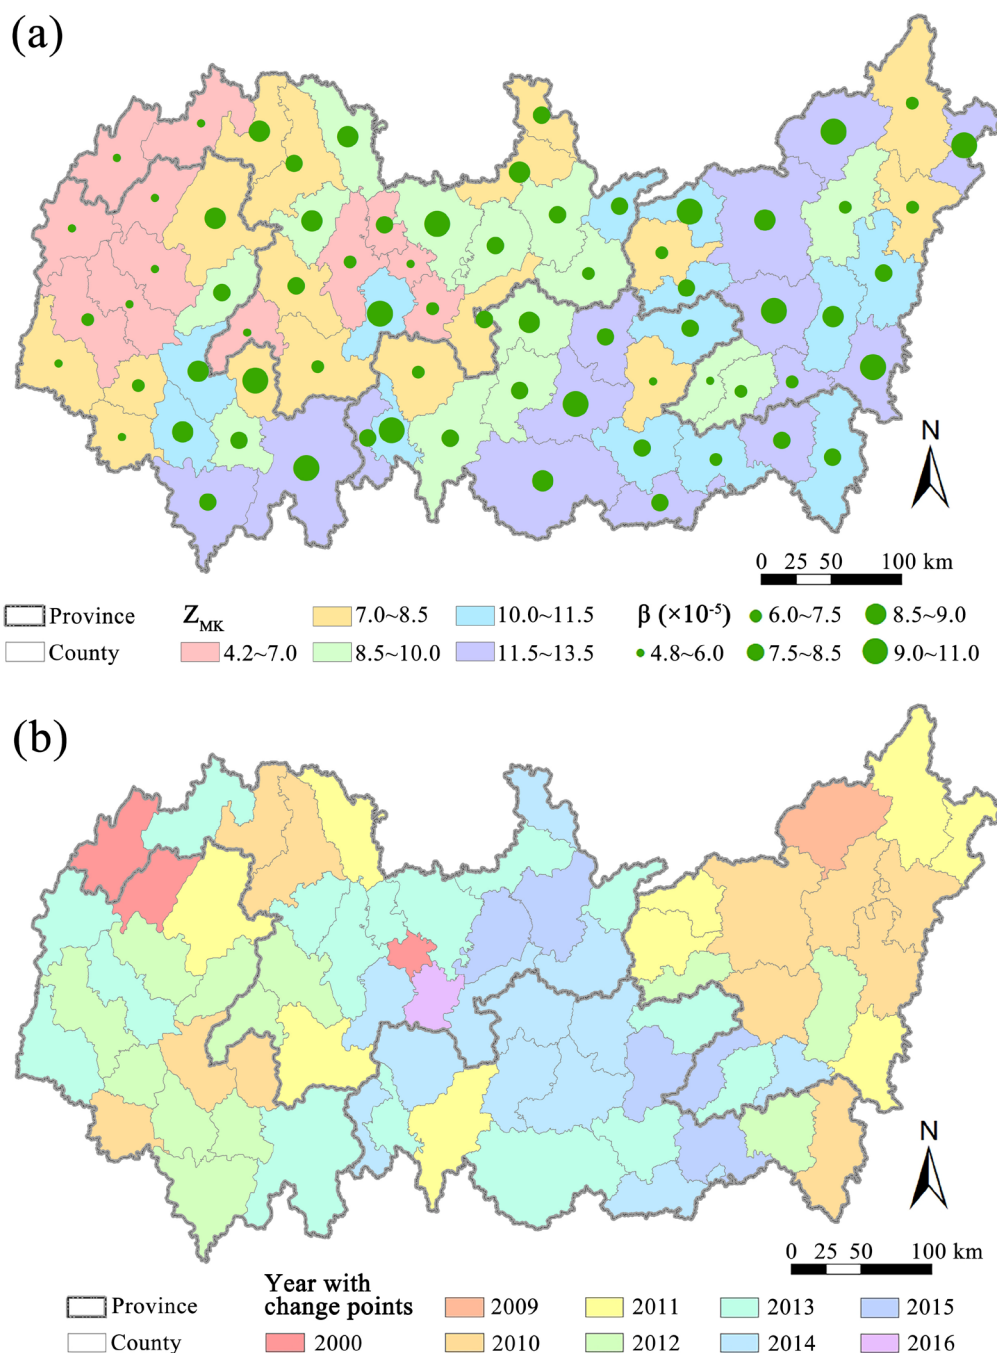 (a)
N
0 25 50 100 km
Province Z_MK 7.0~8.5 10.0~11.5 β (×10⁻⁵) 6.0~7.5 8.5~9.0
County 4.2~7.0 8.5~10.0 11.5~13.5 4.8~6.0 7.5~8.5 9.0~11.0
(b)
N
0 25 50 100 km
Year with
change points
Province 2009 2011 2013 2015
County 2000 2010 2012 2014 2016